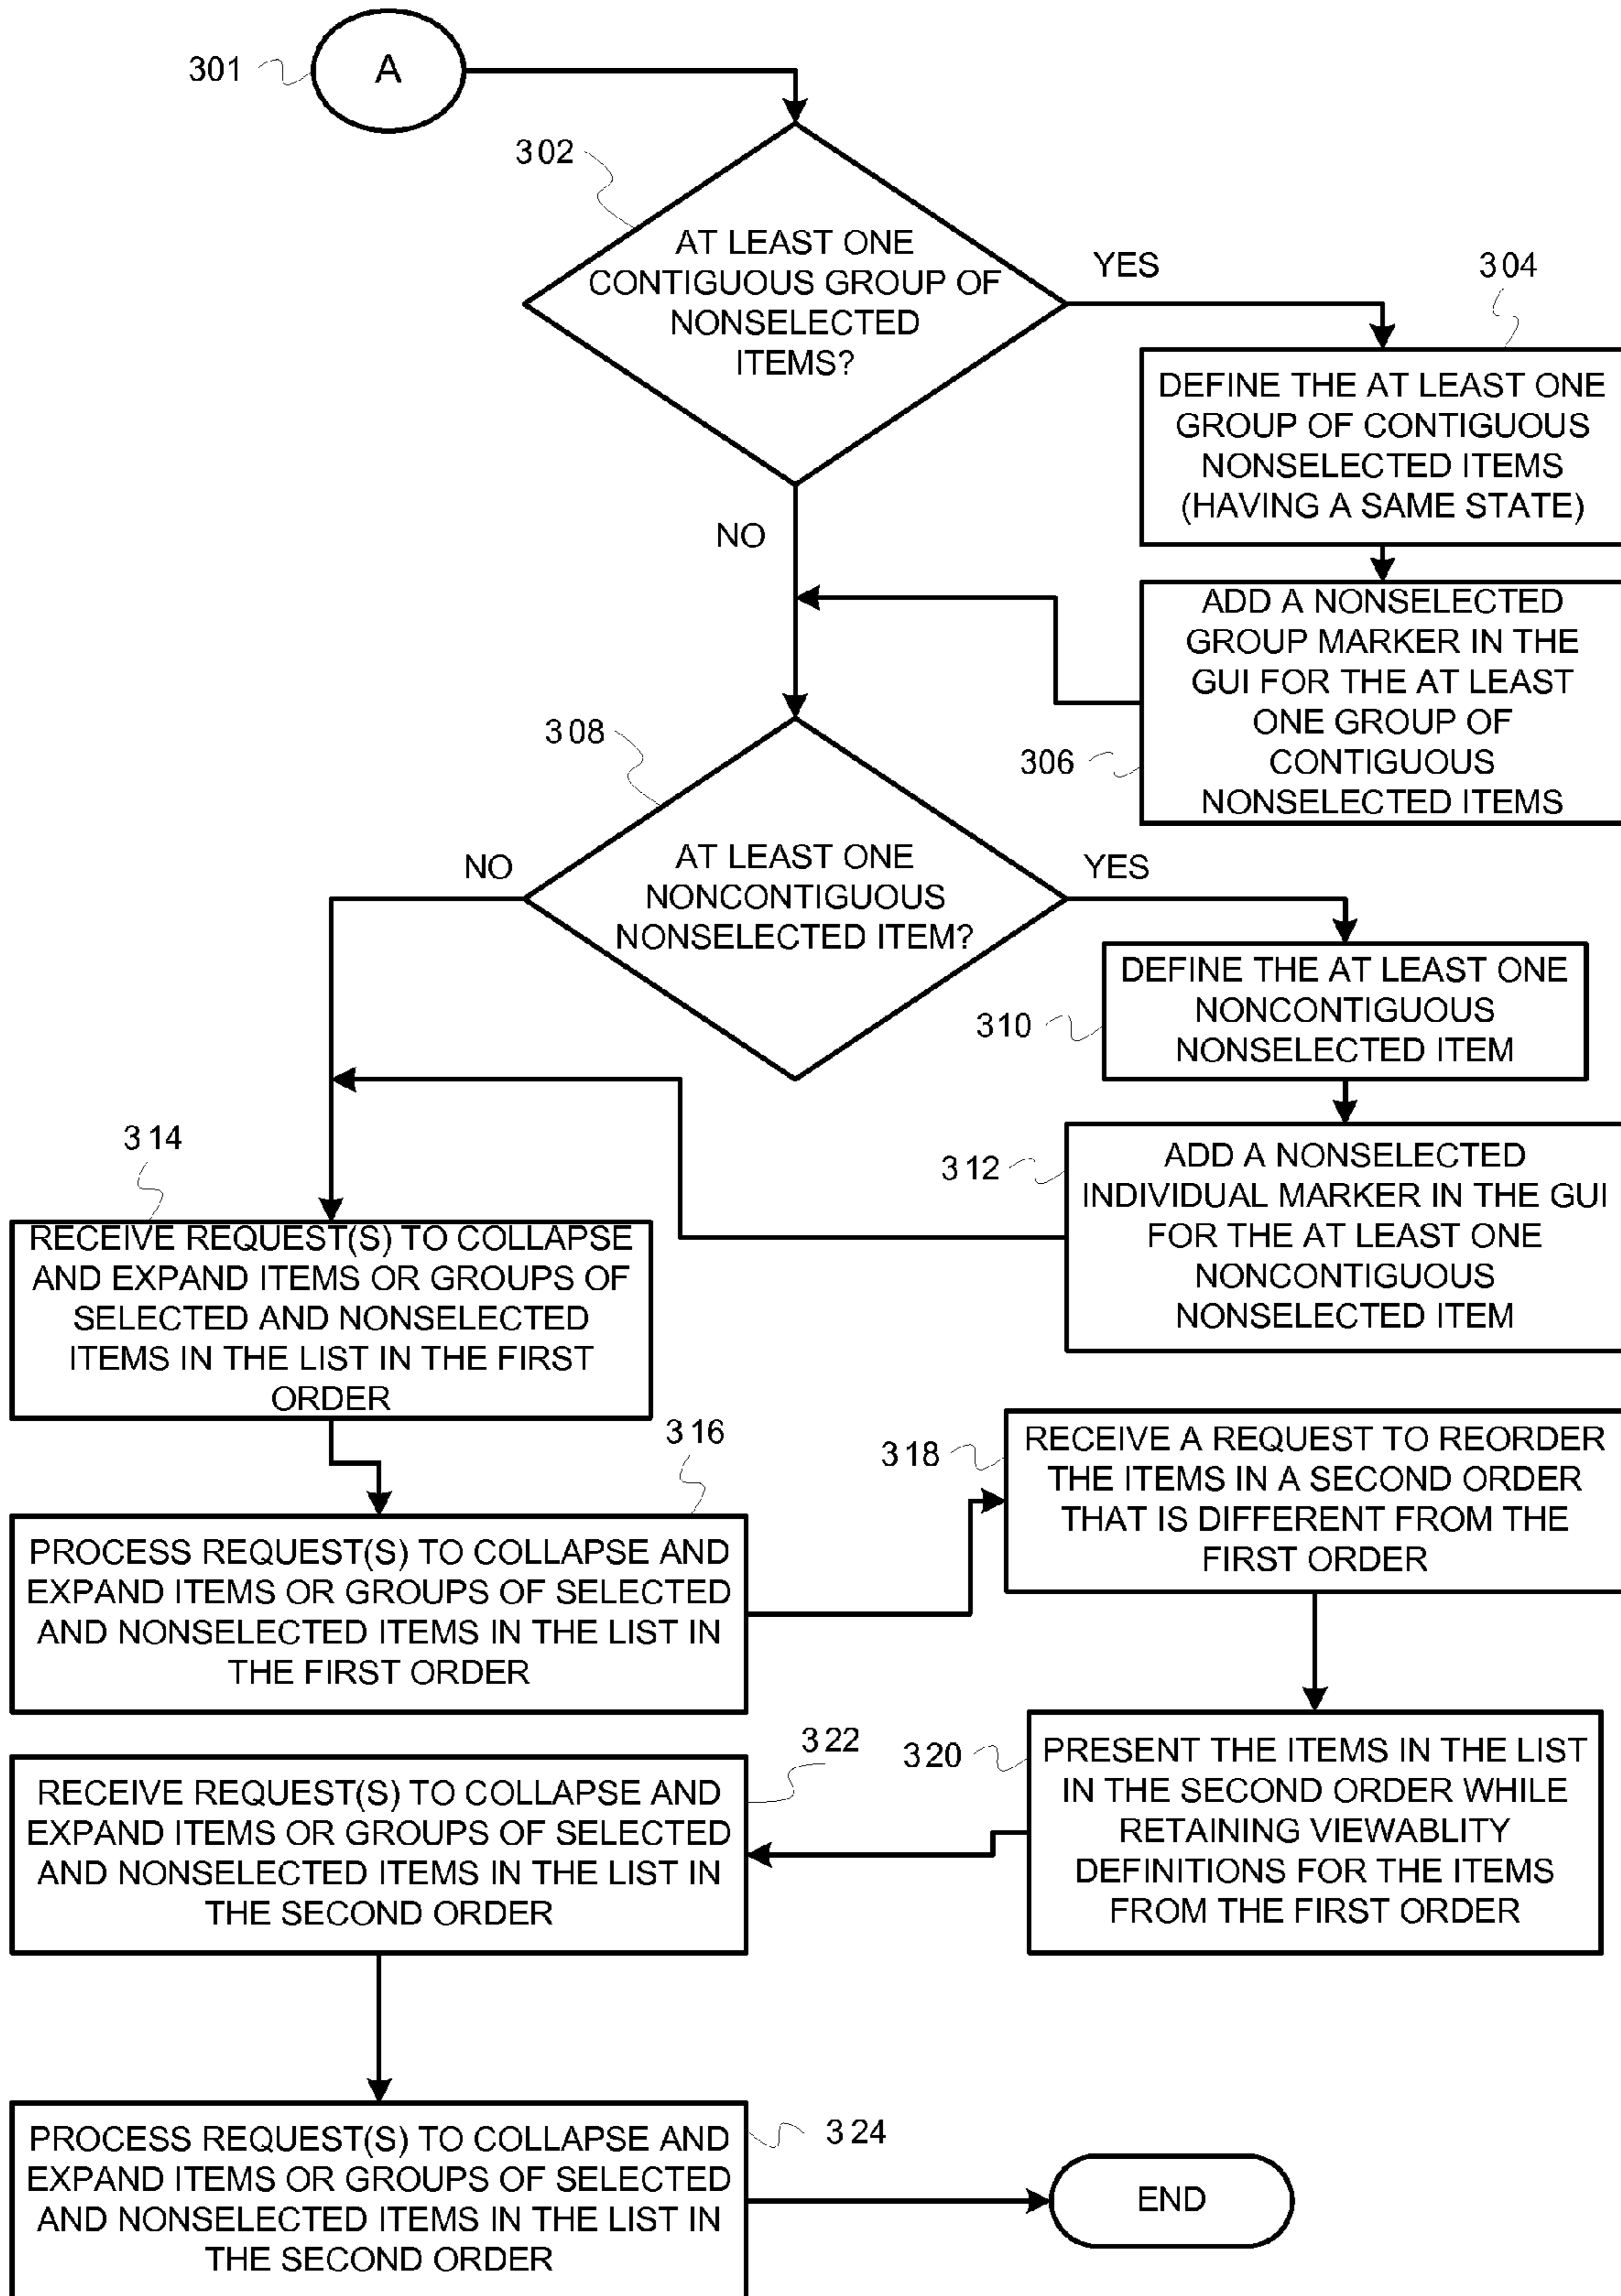 301
A
302
AT LEAST ONE
CONTIGUOUS GROUP OF
NONSELECTED
ITEMS?
YES
304
DEFINE THE AT LEAST ONE
GROUP OF CONTIGUOUS
NONSELECTED ITEMS
(HAVING A SAME STATE)
NO
ADD A NONSELECTED
GROUP MARKER IN THE
GUI FOR THE AT LEAST
ONE GROUP OF
CONTIGUOUS
NONSELECTED ITEMS
306
308
AT LEAST ONE
NONCONTIGUOUS
NONSELECTED ITEM?
NO
YES
310
DEFINE THE AT LEAST ONE
NONCONTIGUOUS
NONSELECTED ITEM
312
ADD A NONSELECTED
INDIVIDUAL MARKER IN THE GUI
FOR THE AT LEAST ONE
NONCONTIGUOUS
NONSELECTED ITEM
314
RECEIVE REQUEST(S) TO COLLAPSE
AND EXPAND ITEMS OR GROUPS OF
SELECTED AND NONSELECTED
ITEMS IN THE LIST IN THE FIRST
ORDER
316
PROCESS REQUEST(S) TO COLLAPSE AND
EXPAND ITEMS OR GROUPS OF SELECTED
AND NONSELECTED ITEMS IN THE LIST IN
THE FIRST ORDER
318
RECEIVE A REQUEST TO REORDER
THE ITEMS IN A SECOND ORDER
THAT IS DIFFERENT FROM THE
FIRST ORDER
320
PRESENT THE ITEMS IN THE LIST
IN THE SECOND ORDER WHILE
RETAINING VIEWABLITY
DEFINITIONS FOR THE ITEMS
FROM THE FIRST ORDER
322
RECEIVE REQUEST(S) TO COLLAPSE AND
EXPAND ITEMS OR GROUPS OF SELECTED
AND NONSELECTED ITEMS IN THE LIST IN
THE SECOND ORDER
324
PROCESS REQUEST(S) TO COLLAPSE AND
EXPAND ITEMS OR GROUPS OF SELECTED
AND NONSELECTED ITEMS IN THE LIST IN
THE SECOND ORDER
END